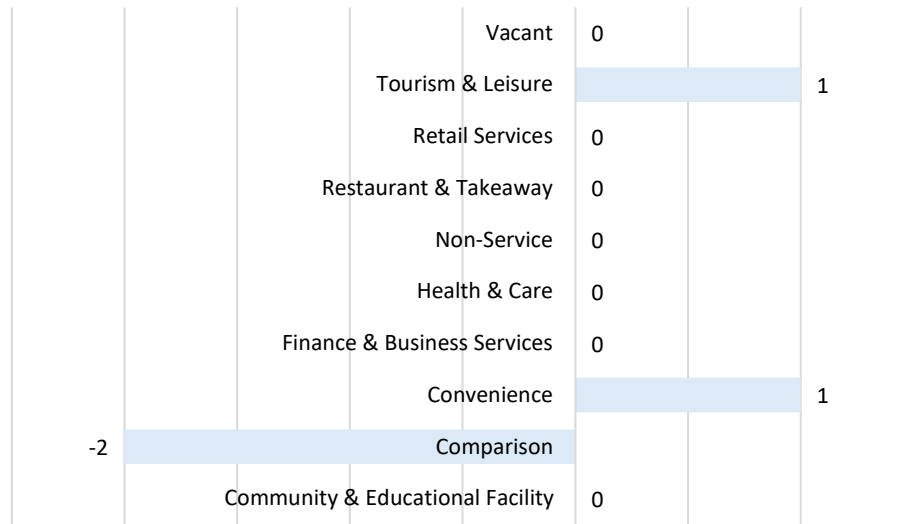 Vacant 0
Tourism & Leisure 1
Retail Services 0
Restaurant & Takeaway 0
Non-Service 0
Health & Care 0
Finance & Business Services 0
Convenience 1
-2 Comparison
Community & Educational Facility 0